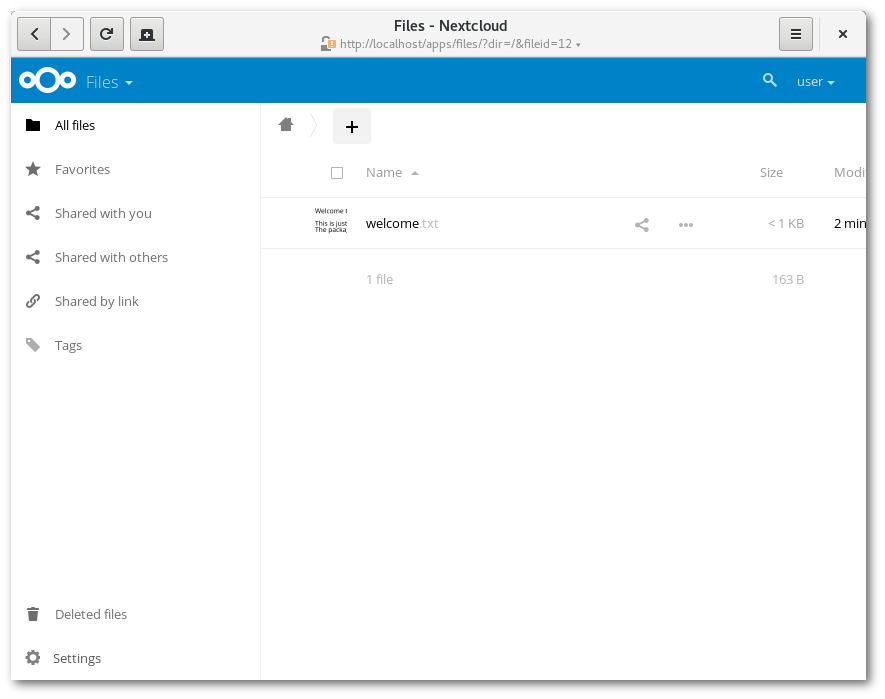 Files - Nextcloud
http://localhost/apps/files/?dir=/&fileid=12
Files
user
All files
Favorites
Shared with you
Shared with others
Shared by link
Tags
Deleted files
Settings
Name
Size
Modi
Welcome t
This is just
The packa
welcome.txt
< 1 KB
2 min
1 file
163 B